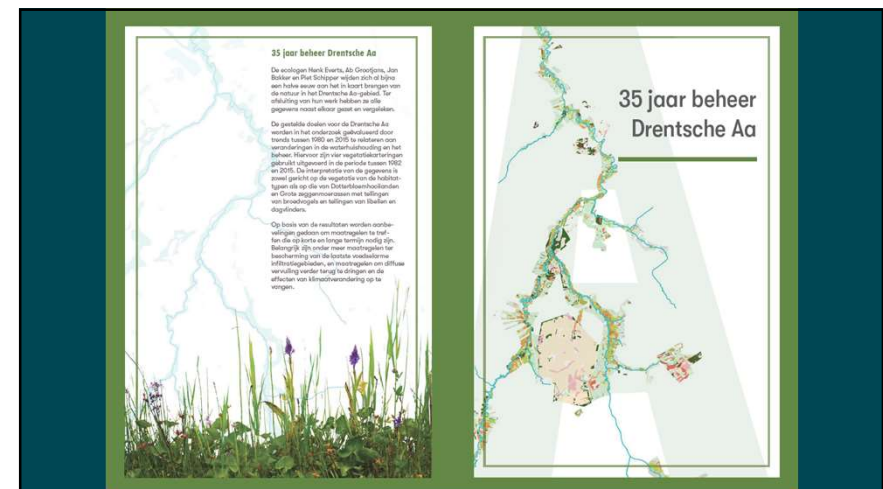 35 jaar beheer Drentsche Aa
De ecologen Henk Everts, Ab Grootjans, Jan
Bakker en Piet Schipper wijden zich al bijna
een halve eeuw aan het in kaart brengen van
de natuur in het Drentsche Aa-gebied. Ter
afsluiting van hun werk hebben ze alle
gegevens naast elkaar gezet en vergeleken.
De gestelde doelen voor de Drentsche Aa
worden in het onderzoek geëvalueerd door
trends tussen 1982 en 2015 te relateren aan
veranderingen in de waterhuishouding en het
beheer. Hiervoor zijn vier vegetatiekarteringen
gebruikt uitgevoerd in de periode tussen 1982
en 2015. De interpretatie van de gegevens is
zowel gericht op de vegetatie van de habitat-
typen als op die van Dotterbloemhooilanden
en Grote zeggenmoerassen met tellingen
van broedvogels en tellingen van libellen en
dagvlinders.
Op basis van de resultaten worden aanbe-
velingen gedaan om maatregelen te tref-
fen die op korte en lange termijn nodig zijn.
Belangrijk zijn onder meer maatregelen ter
bescherming van de laatste voedselarme
infiltratiegebieden, en maatregelen om diffuse
vervuiling verder terug te dringen en de
effecten van klimaatverandering op te
vangen.
35 jaar beheer
Drentsche Aa